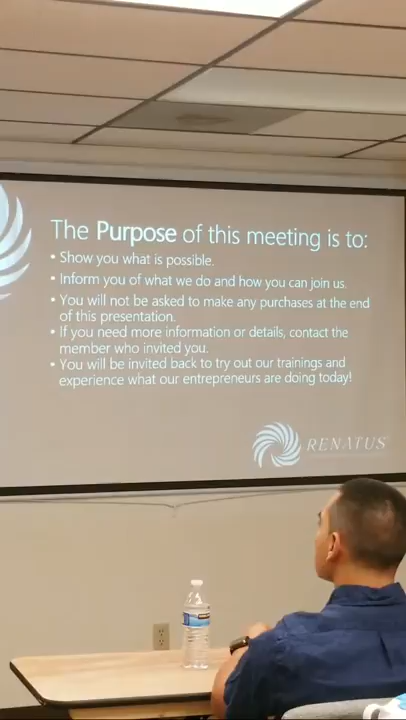 The Purpose of this meeting is to:
• Show you what is possible.
• Inform you of what we do and how you can join us.
• You will not be asked to make any purchases at the end
of this presentation.
• If you need more information or details, contact the
member who invited you.
• You will be invited back to try out our trainings and
experience what our entrepreneurs are doing today!
RENATUS